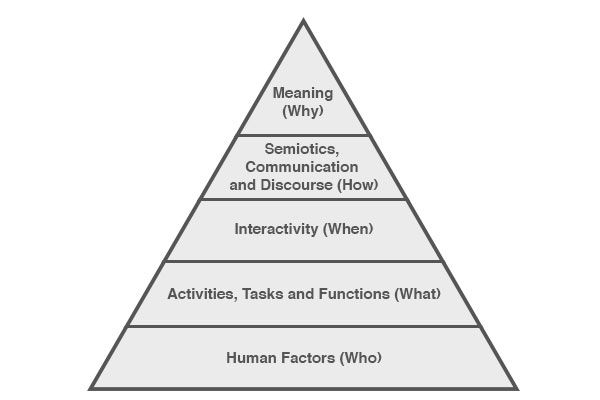 Meaning
(Why)
Semiotics,
Communication
and Discourse (How)
Interactivity (When)
Activities, Tasks and Functions (What)
Human Factors (Who)